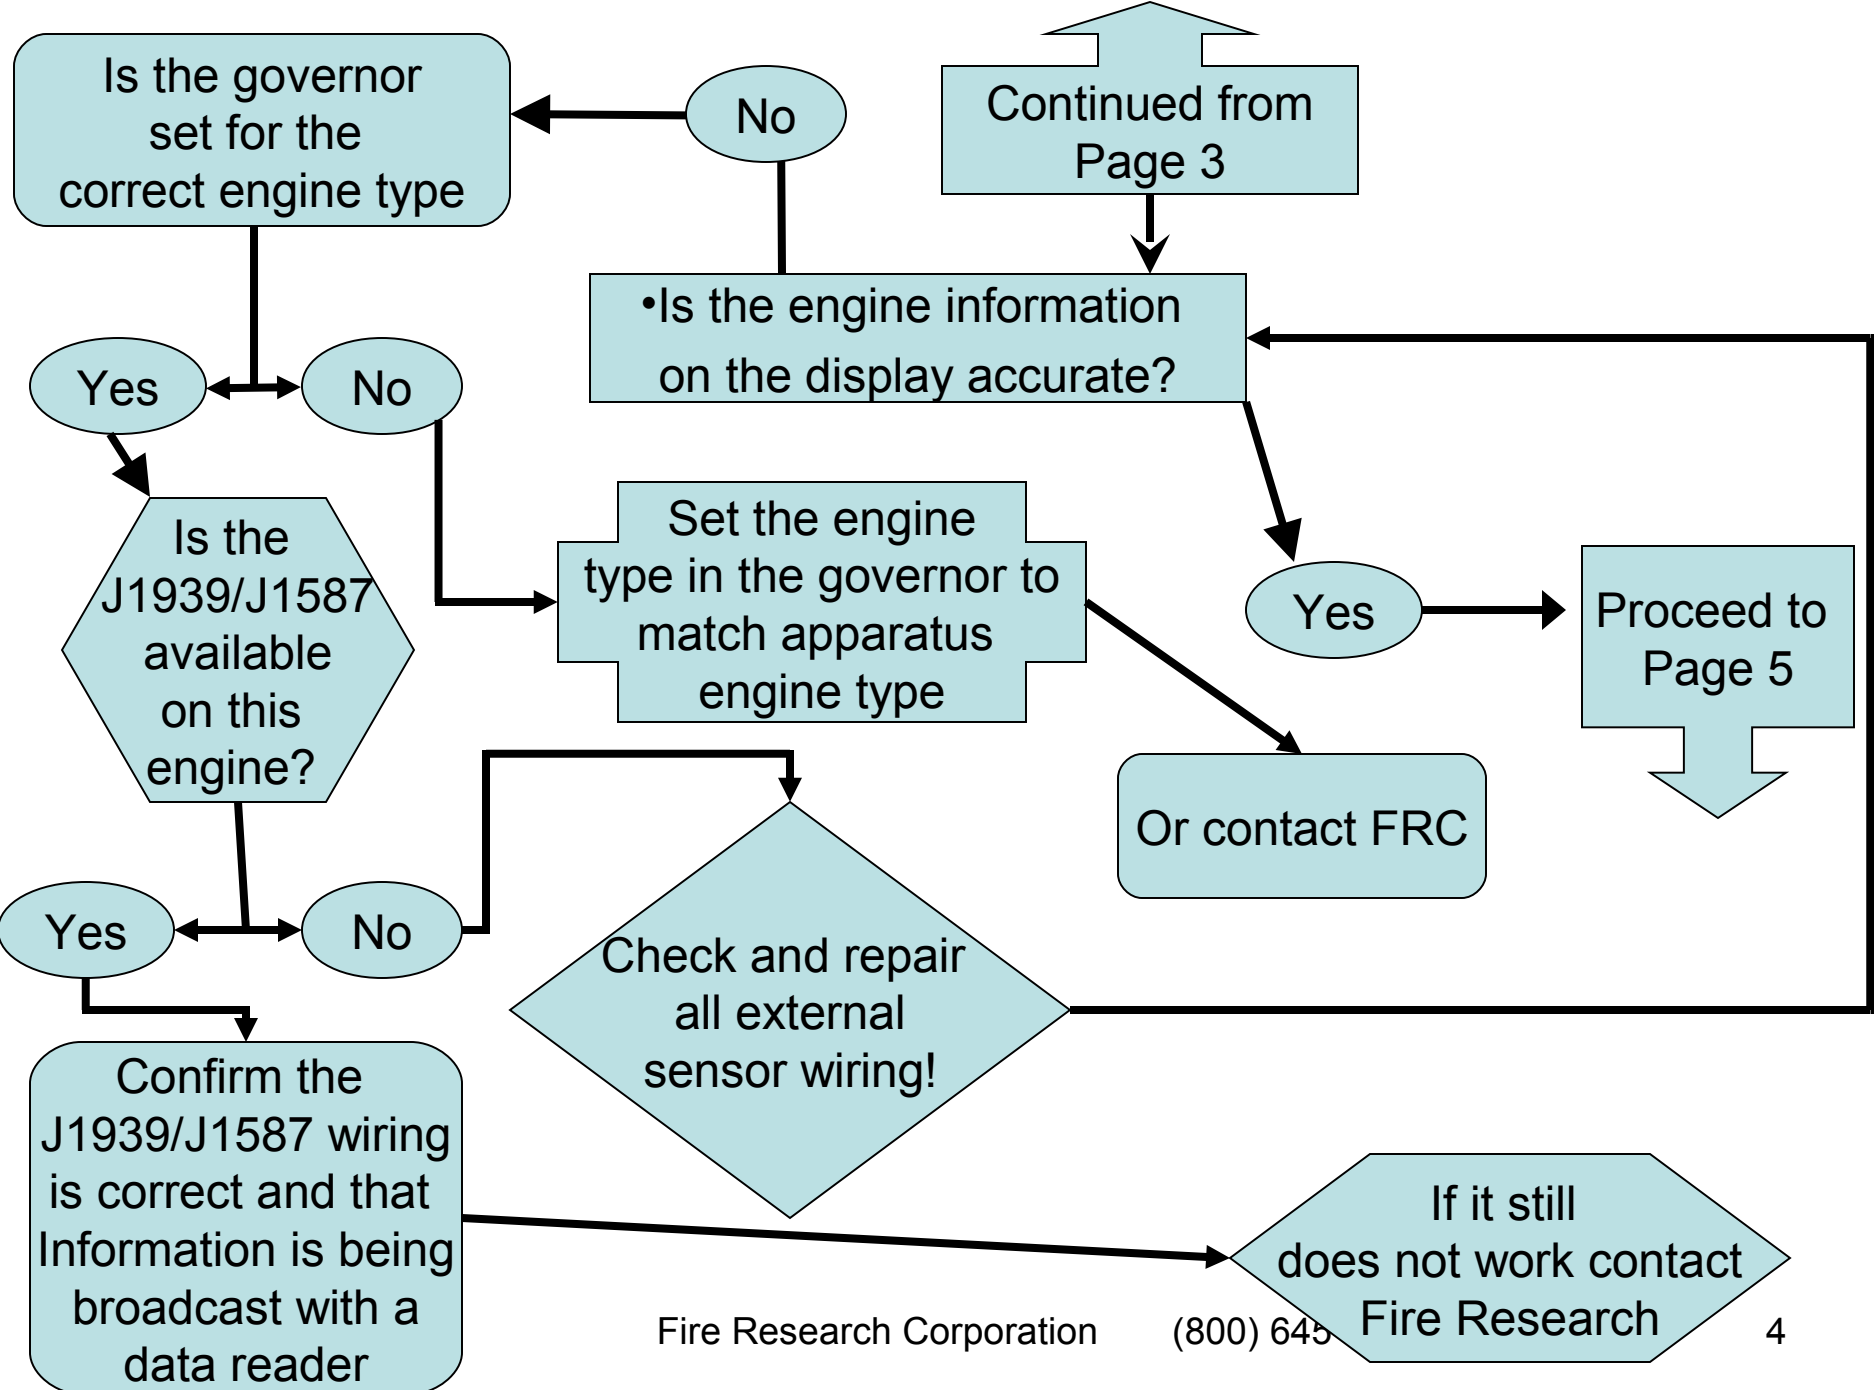 Continued from
Page 3
•Is the engine information
on the display accurate?
No
Is the governor
set for the
correct engine type
Yes
No
Is the
J1939/J1587
available
on this
engine?
Set the engine
type in the governor to
match apparatus
engine type
Or contact FRC
Yes
Proceed to
Page 5
Yes
No
Check and repair
all external
sensor wiring!
Confirm the
J1939/J1587 wiring
is correct and that
Information is being
broadcast with a
data reader
If it still
does not work contact
Fire Research
Fire Research Corporation (800) 645
4